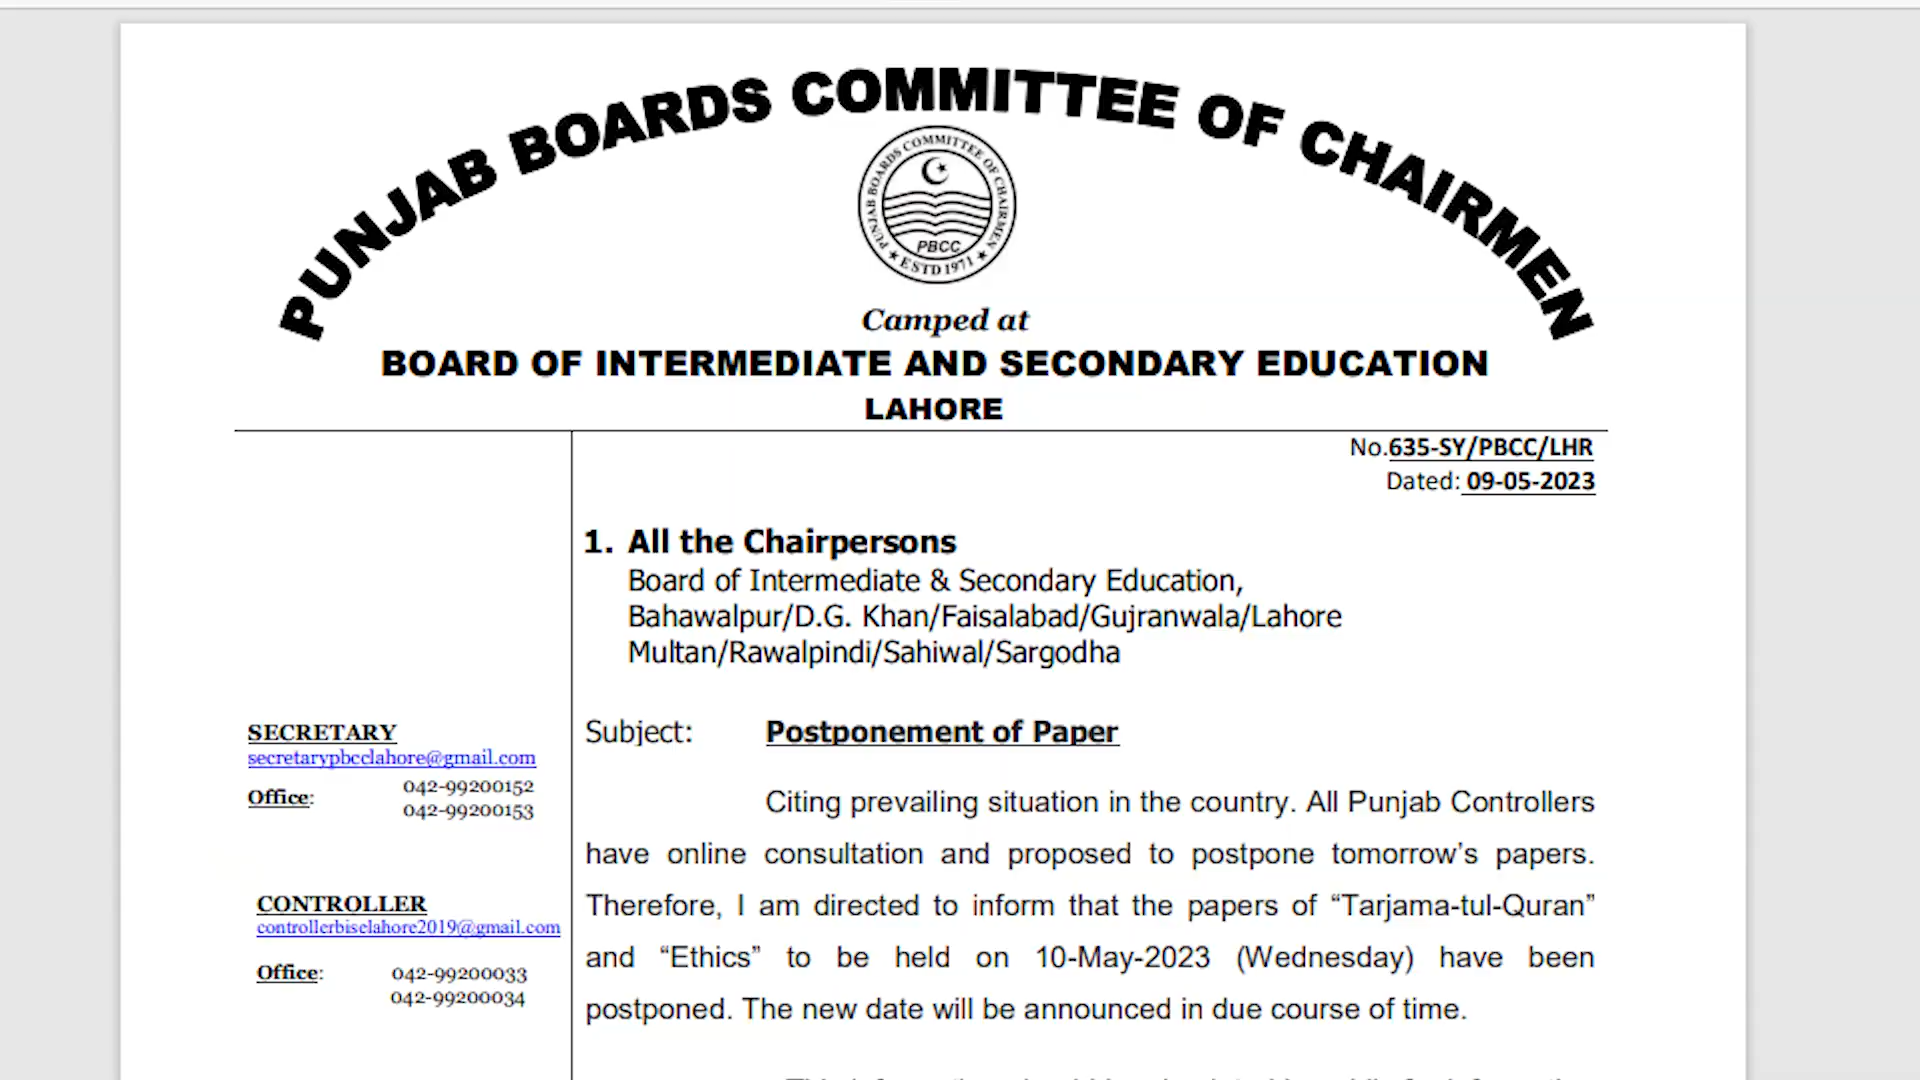 PUNJAB BOARDS COMMITTEE OF CHAIRMEN
PUNJAB BOARDS COMMITTEE OF CHAIRMEN
PBCC
★ ESTD 1971 ★
Camped at
BOARD OF INTERMEDIATE AND SECONDARY EDUCATION
LAHORE
No.635-SY/PBCC/LHR
Dated: 09-05-2023
1. All the Chairpersons
Board of Intermediate & Secondary Education,
Bahawalpur/D.G. Khan/Faisalabad/Gujranwala/Lahore
Multan/Rawalpindi/Sahiwal/Sargodha
SECRETARY
secretarypbcclahore@gmail.com
Office: 042-99200152
042-99200153
CONTROLLER
controllerbiselahore2019@gmail.com
Office: 042-99200033
042-99200034
Subject: Postponement of Paper
Citing prevailing situation in the country. All Punjab Controllers
have online consultation and proposed to postpone tomorrow’s papers.
Therefore, I am directed to inform that the papers of “Tarjama-tul-Quran”
and “Ethics” to be held on 10-May-2023 (Wednesday) have been
postponed. The new date will be announced in due course of time.